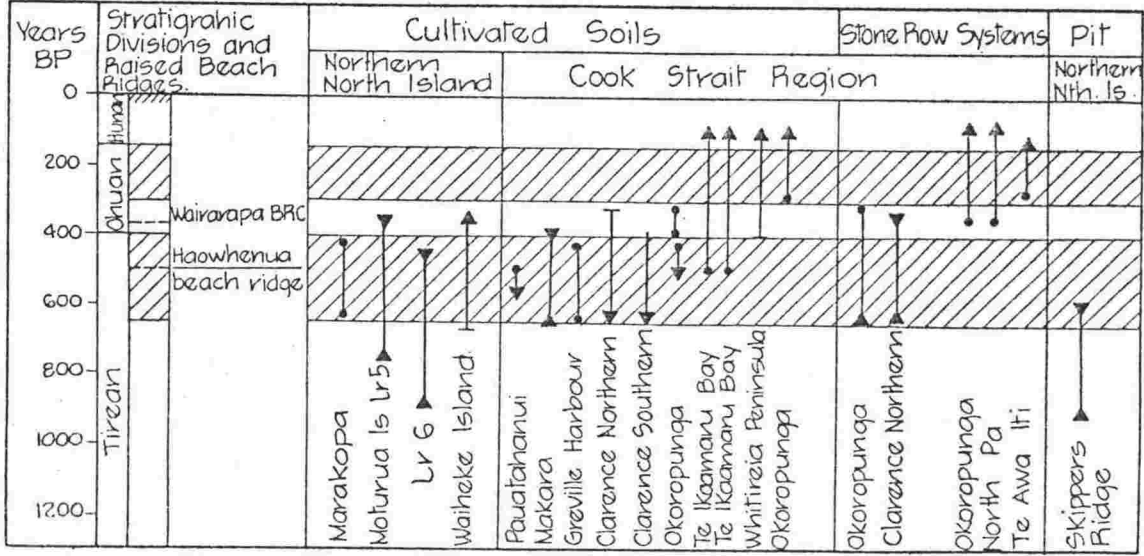 Years
BP
Stratigrahic
Divisions and
Raised Beach
Ridges.
Cultivated Soils
Stone Row Systems
Pit
Northern
North Island
Cook Strait Region
Northern
Nth. Is.
0
200
400
600
800
1000
1200
Human
Ohuan
Tirean
Wairarapa BRC
Haowhenua
beach ridge
Marakopa
Moturua Is Lr5
Lr 6
Waiheke Island
Pauatahanui
Makara
Greville Harbour
Clarence Northern
Clarence Southern
Okoropunga
Te Ikaamaru Bay
Te Ikaamaru Bay
Whitireia Peninsula
Okoropunga
Okoropunga
Clarence Northern
Okoropunga
North Pa
Te Awa Iti
Skippers
Ridge